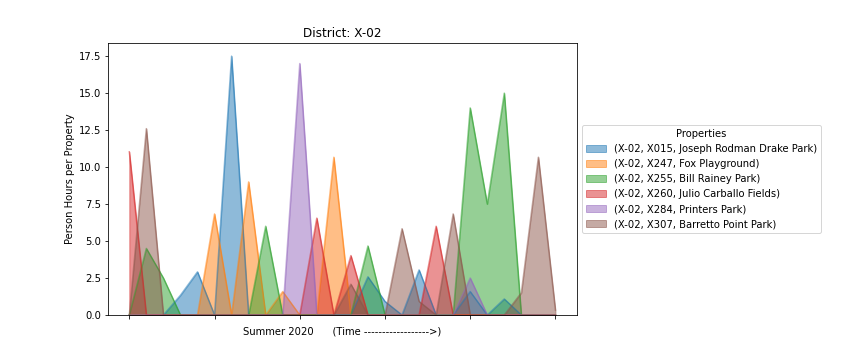 District: X-02
17.5
15.0
12.5
10.0
7.5
5.0
2.5
0.0
Person Hours per Property
Summer 2020 (Time ------------------>)
Properties
(X-02, X015, Joseph Rodman Drake Park)
(X-02, X247, Fox Playground)
(X-02, X255, Bill Rainey Park)
(X-02, X260, Julio Carballo Fields)
(X-02, X284, Printers Park)
(X-02, X307, Barretto Point Park)